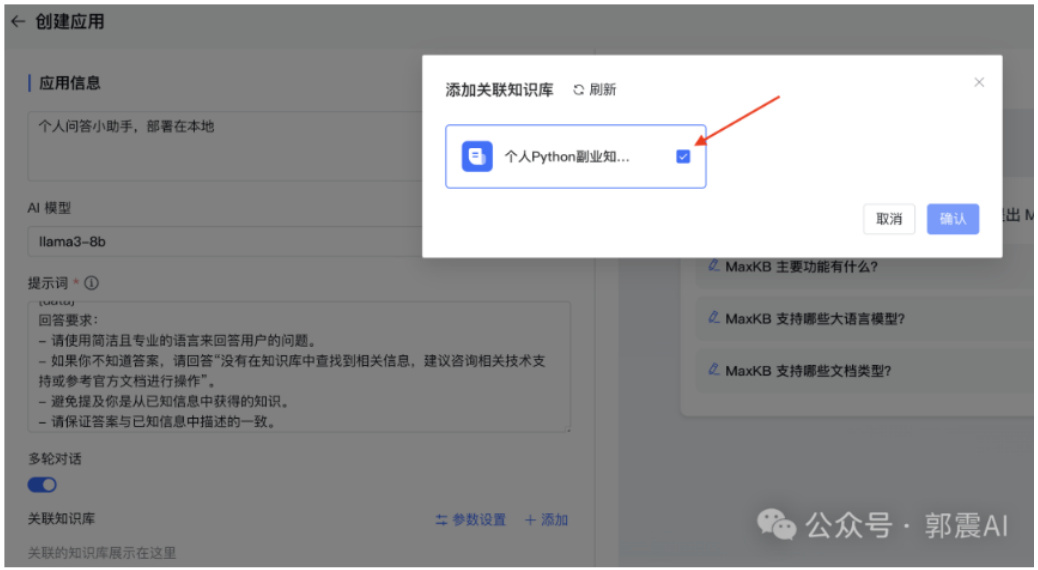 创建应用
应用信息
个人问答小助手，部署在本地
AI 模型
llama3-8b
提示词 * 
{data}
回答要求：
- 请使用简洁且专业的语言来回答用户的问题。
- 如果你不知道答案，请回答“没有在知识库中查找到相关信息，建议咨询相关技术支
持或参考官方文档进行操作”。
- 避免提及你是从已知信息中获得的知识。
- 请保证答案与已知信息中描述的一致。
多轮对话
关联知识库
参数设置
+ 添加
关联的知识库展示在这里
添加关联知识库
刷新
个人Python副业知...
取消
确认
出 M
MaxKB 主要功能有什么?
MaxKB 支持哪些大语言模型?
MaxKB 支持哪些文档类型?
公众号 · 郭震AI